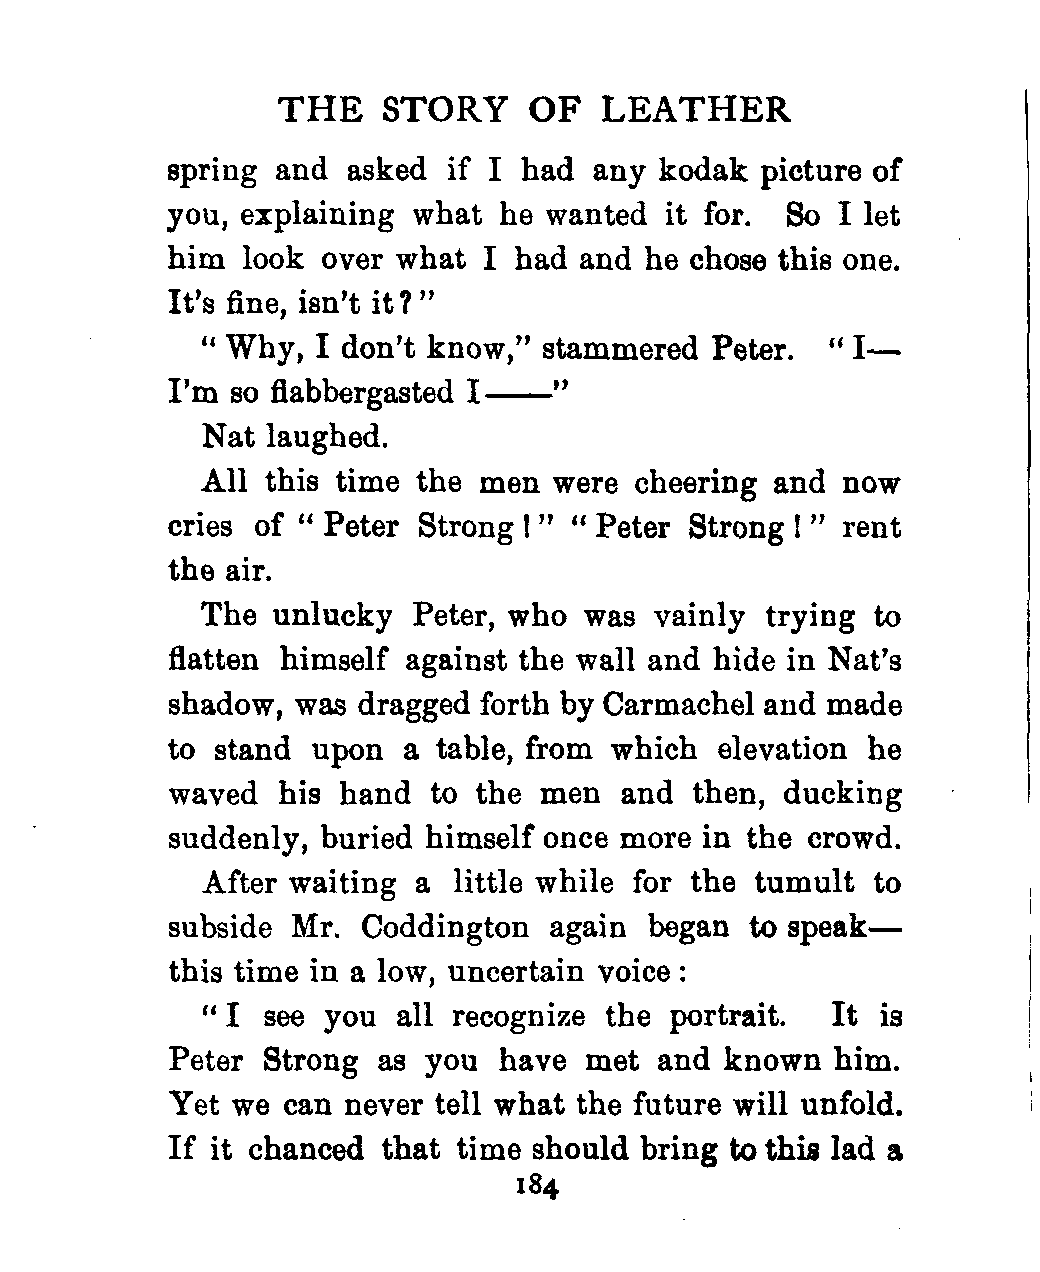 THE STORY OF LEATHER
spring and asked if I had any kodak picture of
you, explaining what he wanted it for. So I let
him look over what I had and he chose this one.
It's fine, isn't it?"
"Why, I don't know," stammered Peter. "I—
I'm so flabbergasted I——"
Nat laughed.
All this time the men were cheering and now
cries of "Peter Strong!" "Peter Strong!" rent
the air.
The unlucky Peter, who was vainly trying to
flatten himself against the wall and hide in Nat's
shadow, was dragged forth by Carmachel and made
to stand upon a table, from which elevation he
waved his hand to the men and then, ducking
suddenly, buried himself once more in the crowd.
After waiting a little while for the tumult to
subside Mr. Coddington again began to speak—
this time in a low, uncertain voice:
"I see you all recognize the portrait. It is
Peter Strong as you have met and known him.
Yet we can never tell what the future will unfold.
If it chanced that time should bring to this lad a
184